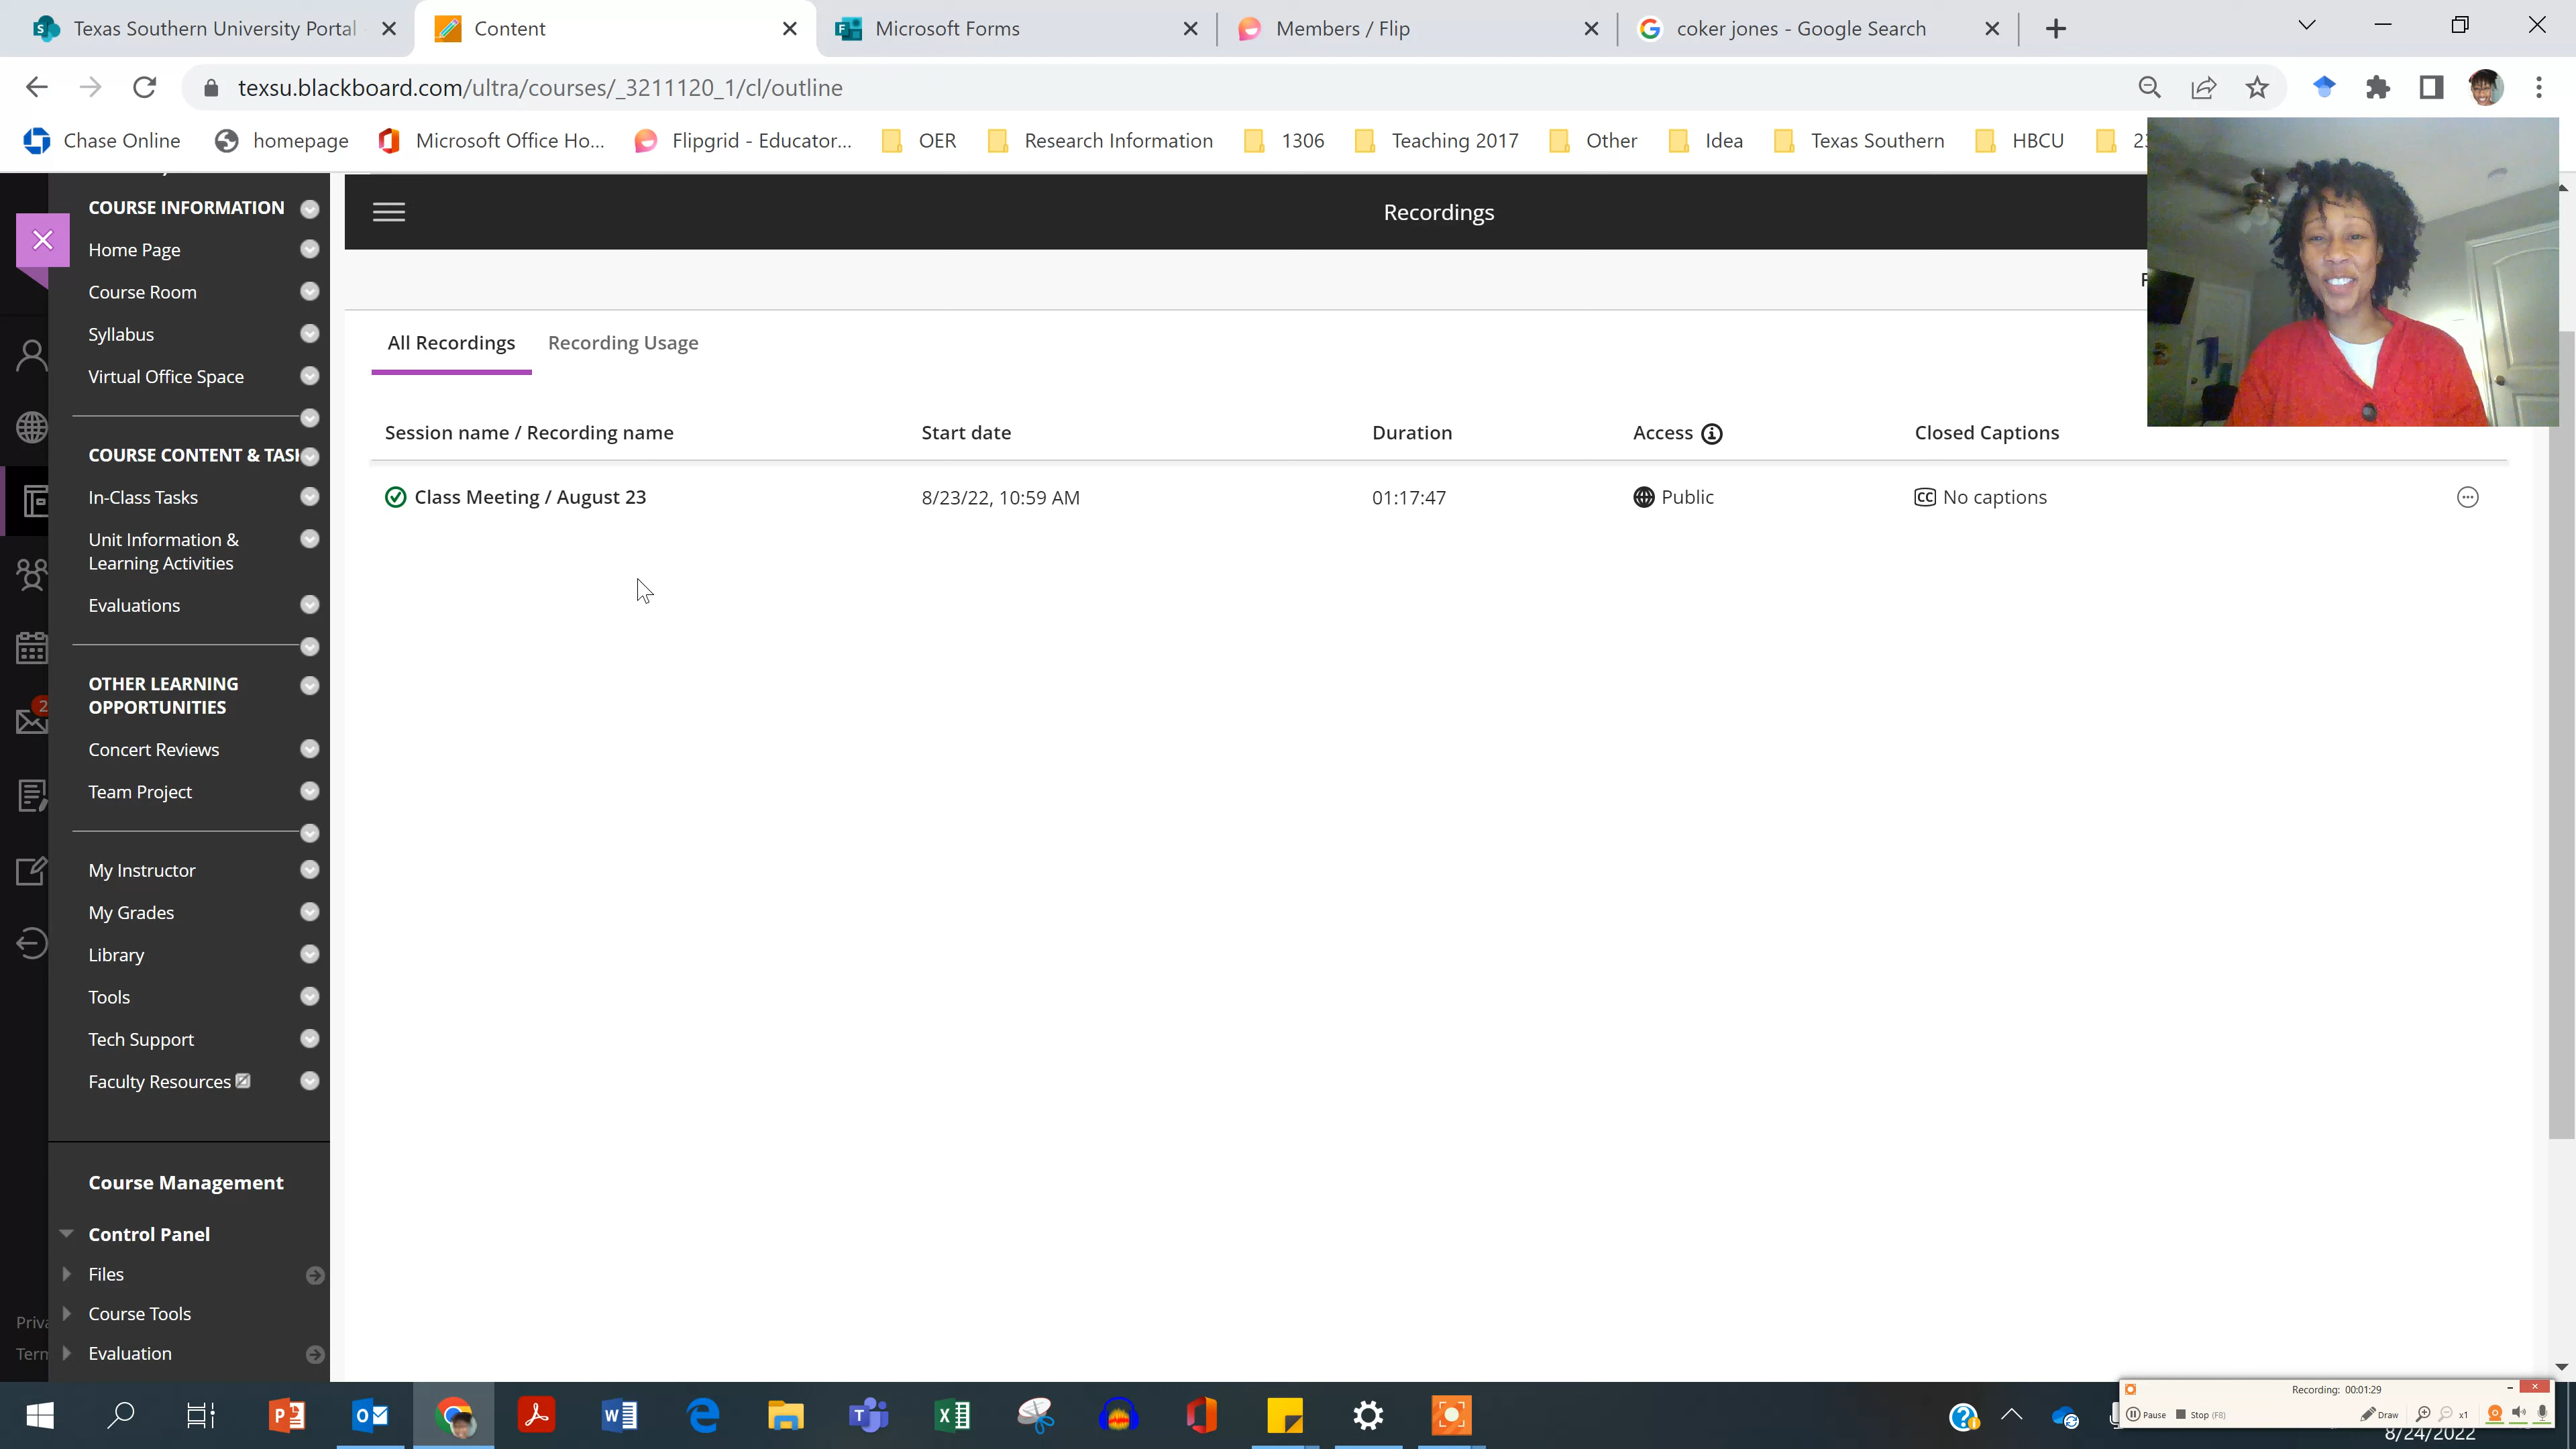 Texas Southern University Portal
Content
Microsoft Forms
Members / Flip
coker jones - Google Search
texsu.blackboard.com/ultra/courses/_3211120_1/cl/outline
Chase Online
homepage
Microsoft Office Ho...
Flipgrid - Educator...
OER
Research Information
1306
Teaching 2017
Other
Idea
Texas Southern
HBCU
COURSE INFORMATION
Home Page
Course Room
Syllabus
Virtual Office Space
COURSE CONTENT & TASK
In-Class Tasks
Unit Information &
Learning Activities
Evaluations
OTHER LEARNING
OPPORTUNITIES
Concert Reviews
Team Project
My Instructor
My Grades
Library
Tools
Tech Support
Faculty Resources
Course Management
Control Panel
Files
Course Tools
Evaluation
2
Recordings
All Recordings
Recording Usage
Session name / Recording name
Start date
Duration
Access
Closed Captions
Class Meeting / August 23
8/23/22, 10:59 AM
01:17:47
Public
CC No captions
Recording: 00:01:29
Pause
Stop (F8)
Draw
x1
8/24/2022